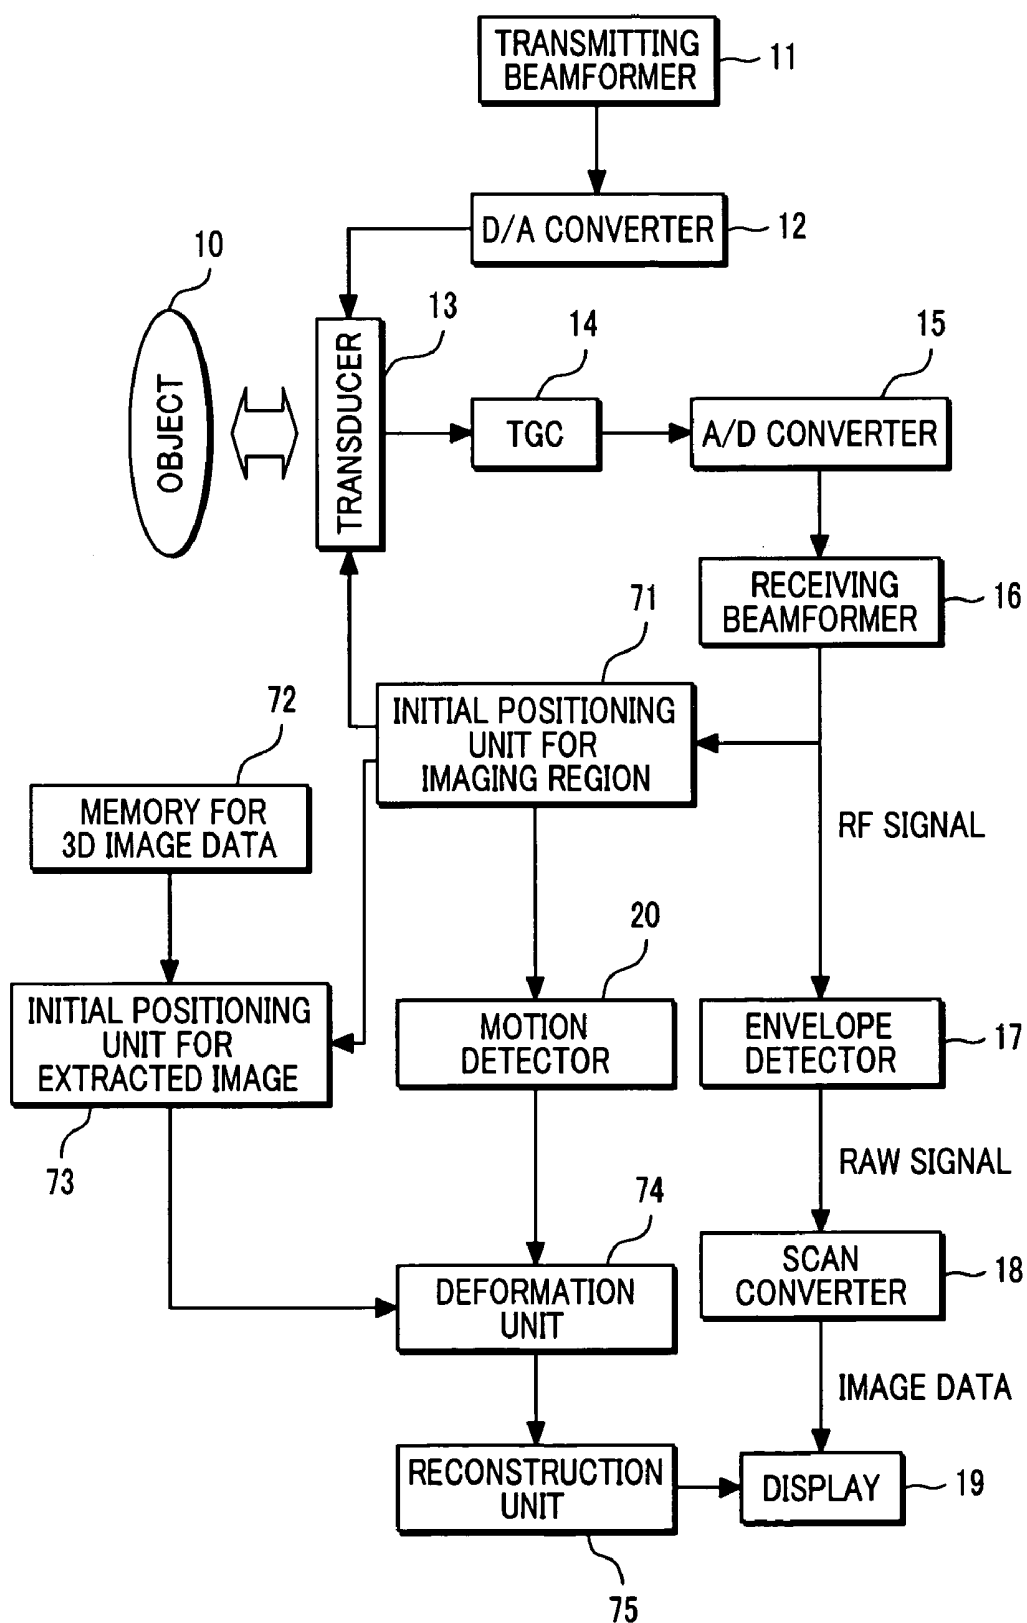 TRANSMITTING
BEAMFORMER
11
D/A CONVERTER
12
10
OBJECT
13
TRANSDUCER
14
TGC
15
A/D CONVERTER
RECEIVING
BEAMFORMER
16
71
INITIAL POSITIONING
UNIT FOR
IMAGING REGION
72
MEMORY FOR
3D IMAGE DATA
RF SIGNAL
INITIAL POSITIONING
UNIT FOR
EXTRACTED IMAGE
73
20
MOTION
DETECTOR
ENVELOPE
DETECTOR
17
RAW SIGNAL
74
DEFORMATION
UNIT
SCAN
CONVERTER
18
IMAGE DATA
RECONSTRUCTION
UNIT
75
DISPLAY
19